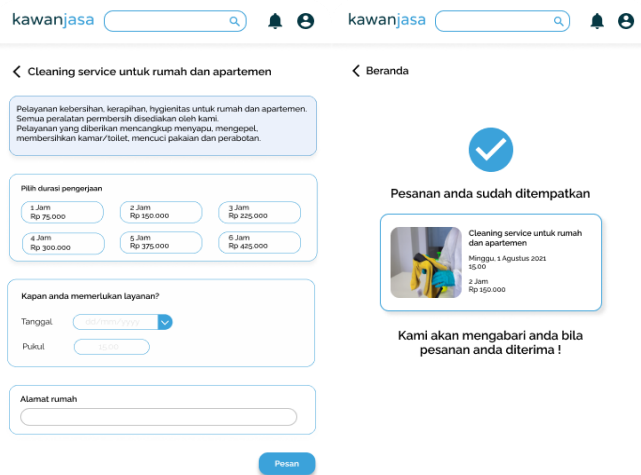 kawanjasa
Cleaning service untuk rumah dan apartemen
Pelayanan kebersihan, kerapihan, hygienitas untuk rumah dan apartemen.
Semua peralatan permbersih disediakan oleh kami.
Pelayanan yang diberikan mencangkup menyapu, mengepel,
membersihkan kamar/toilet, mencuci pakaian dan perabotan.
Pilih durasi pengerjaan
1 Jam
Rp 75.000
2 Jam
Rp 150.000
3 Jam
Rp 225.000
4 Jam
Rp 300.000
5 Jam
Rp 375.000
6 Jam
Rp 425.000
Kapan anda memerlukan layanan?
Tanggal
dd/mm/yyyy
Pukul
15.00
Alamat rumah
Pesan
kawanjasa
Beranda
Pesanan anda sudah ditempatkan
Cleaning service untuk rumah
dan apartemen
Minggu, 1 Agustus 2021
15.00
2 Jam
Rp 150.000
Kami akan mengabari anda bila
pesanan anda diterima !